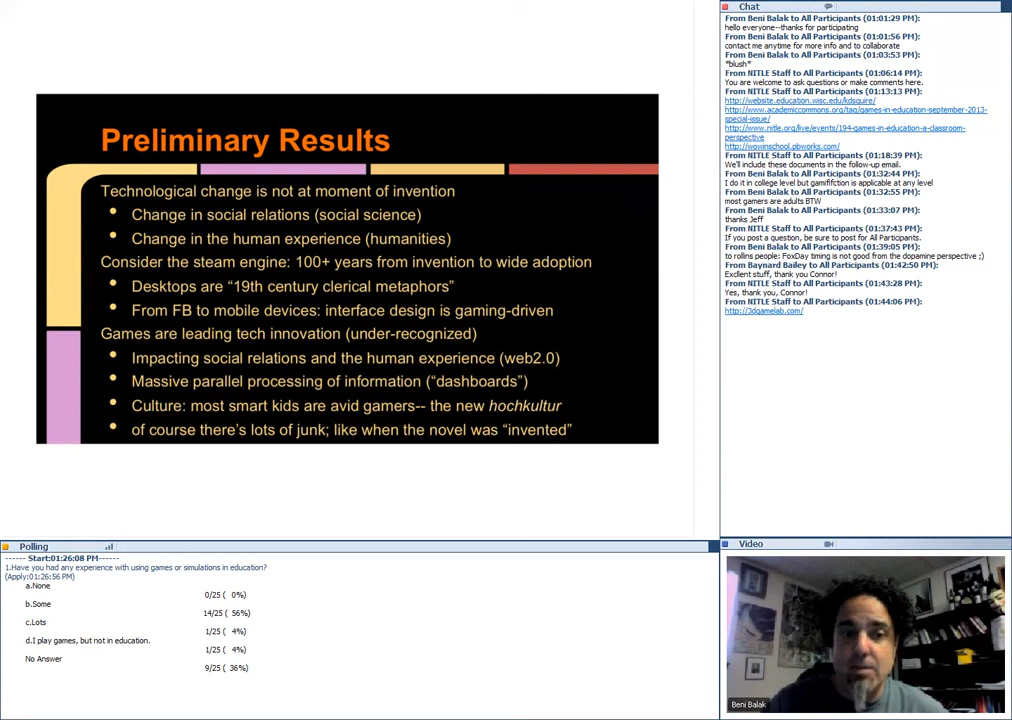 Preliminary Results
Technological change is not at moment of invention
• Change in social relations (social science)
• Change in the human experience (humanities)
Consider the steam engine: 100+ years from invention to wide adoption
• Desktops are “19th century clerical metaphors”
• From FB to mobile devices: interface design is gaming-driven
Games are leading tech innovation (under-recognized)
• Impacting social relations and the human experience (web2.0)
• Massive parallel processing of information (“dashboards”)
• Culture: most smart kids are avid gamers-- the new hochkultur
• of course there’s lots of junk; like when the novel was “invented”
Chat
From Beni Balak to All Participants (01:01:29 PM):
hello everyone--thanks for participating
From Beni Balak to All Participants (01:01:56 PM):
contact me anytime for more info and to collaborate
From Beni Balak to All Participants (01:03:53 PM):
*blush*
From NITLE Staff to All Participants (01:06:14 PM):
You are welcome to ask questions or make comments here.
From NITLE Staff to All Participants (01:13:13 PM):
http://website.education.wisc.edu/kdsquire/
http://www.academiccommons.org/tag/games-in-education-september-2013-
special-issue/
http://www.nitle.org/live/events/194-games-in-education-a-classroom-
perspective
http://wowinschool.pbworks.com/
From NITLE Staff to All Participants (01:18:39 PM):
We'll include these documents in the follow-up email.
From Beni Balak to All Participants (01:32:44 PM):
I do it in college level but gamififction is applicable at any level
From Beni Balak to All Participants (01:32:55 PM):
most gamers are adults BTW
From Beni Balak to All Participants (01:33:07 PM):
thanks Jeff
From NITLE Staff to All Participants (01:37:43 PM):
If you post a question, be sure to post for All Participants.
From Beni Balak to All Participants (01:39:05 PM):
to rollins people: FoxDay timing is not good from the dopamine perspective ;)
From Baynard Bailey to All Participants (01:42:50 PM):
Exclent stuff, thank you Connor!
From NITLE Staff to All Participants (01:43:28 PM):
Yes, thank you, Connor!
From NITLE Staff to All Participants (01:44:06 PM):
http://3dgamelab.com/
Polling
------ Start:01:26:08 PM------
1.Have you had any experience with using games or simulations in education?
(Apply:01:26:56 PM)
a.None
0/25 ( 0%)
b.Some
14/25 ( 56%)
c.Lots
1/25 ( 4%)
d.I play games, but not in education.
1/25 ( 4%)
No Answer
9/25 ( 36%)
Video
Beni Balak